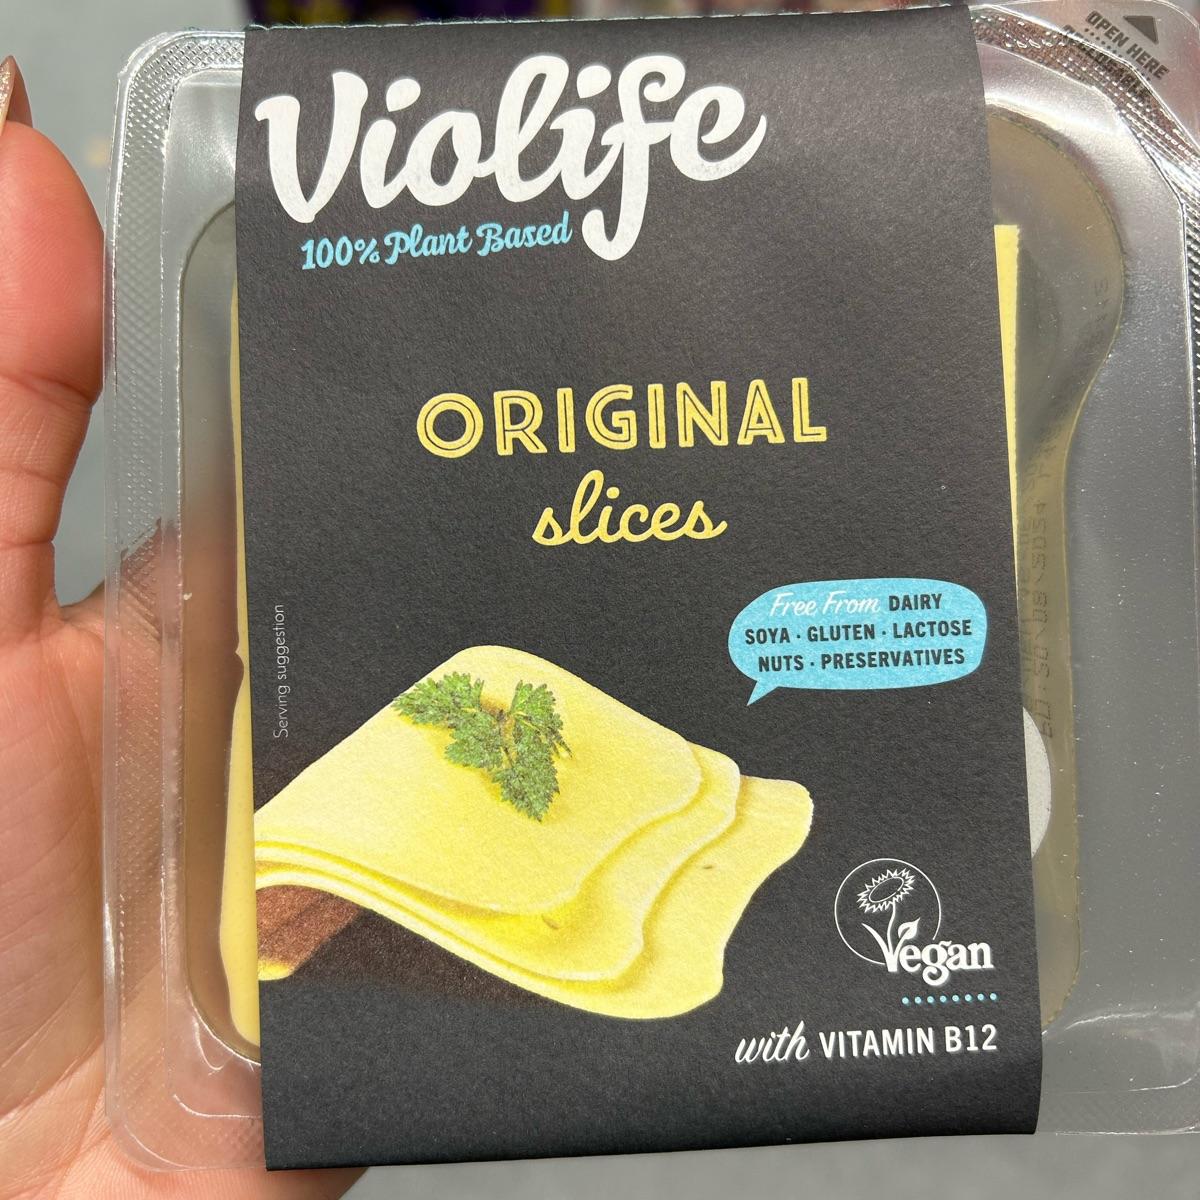 OPEN HERE
Violife
100% Plant Based
ORIGINAL
slices
Free From DAIRY
SOYA · GLUTEN · LACTOSE
NUTS · PRESERVATIVES
Serving suggestion
Vegan
with VITAMIN B12